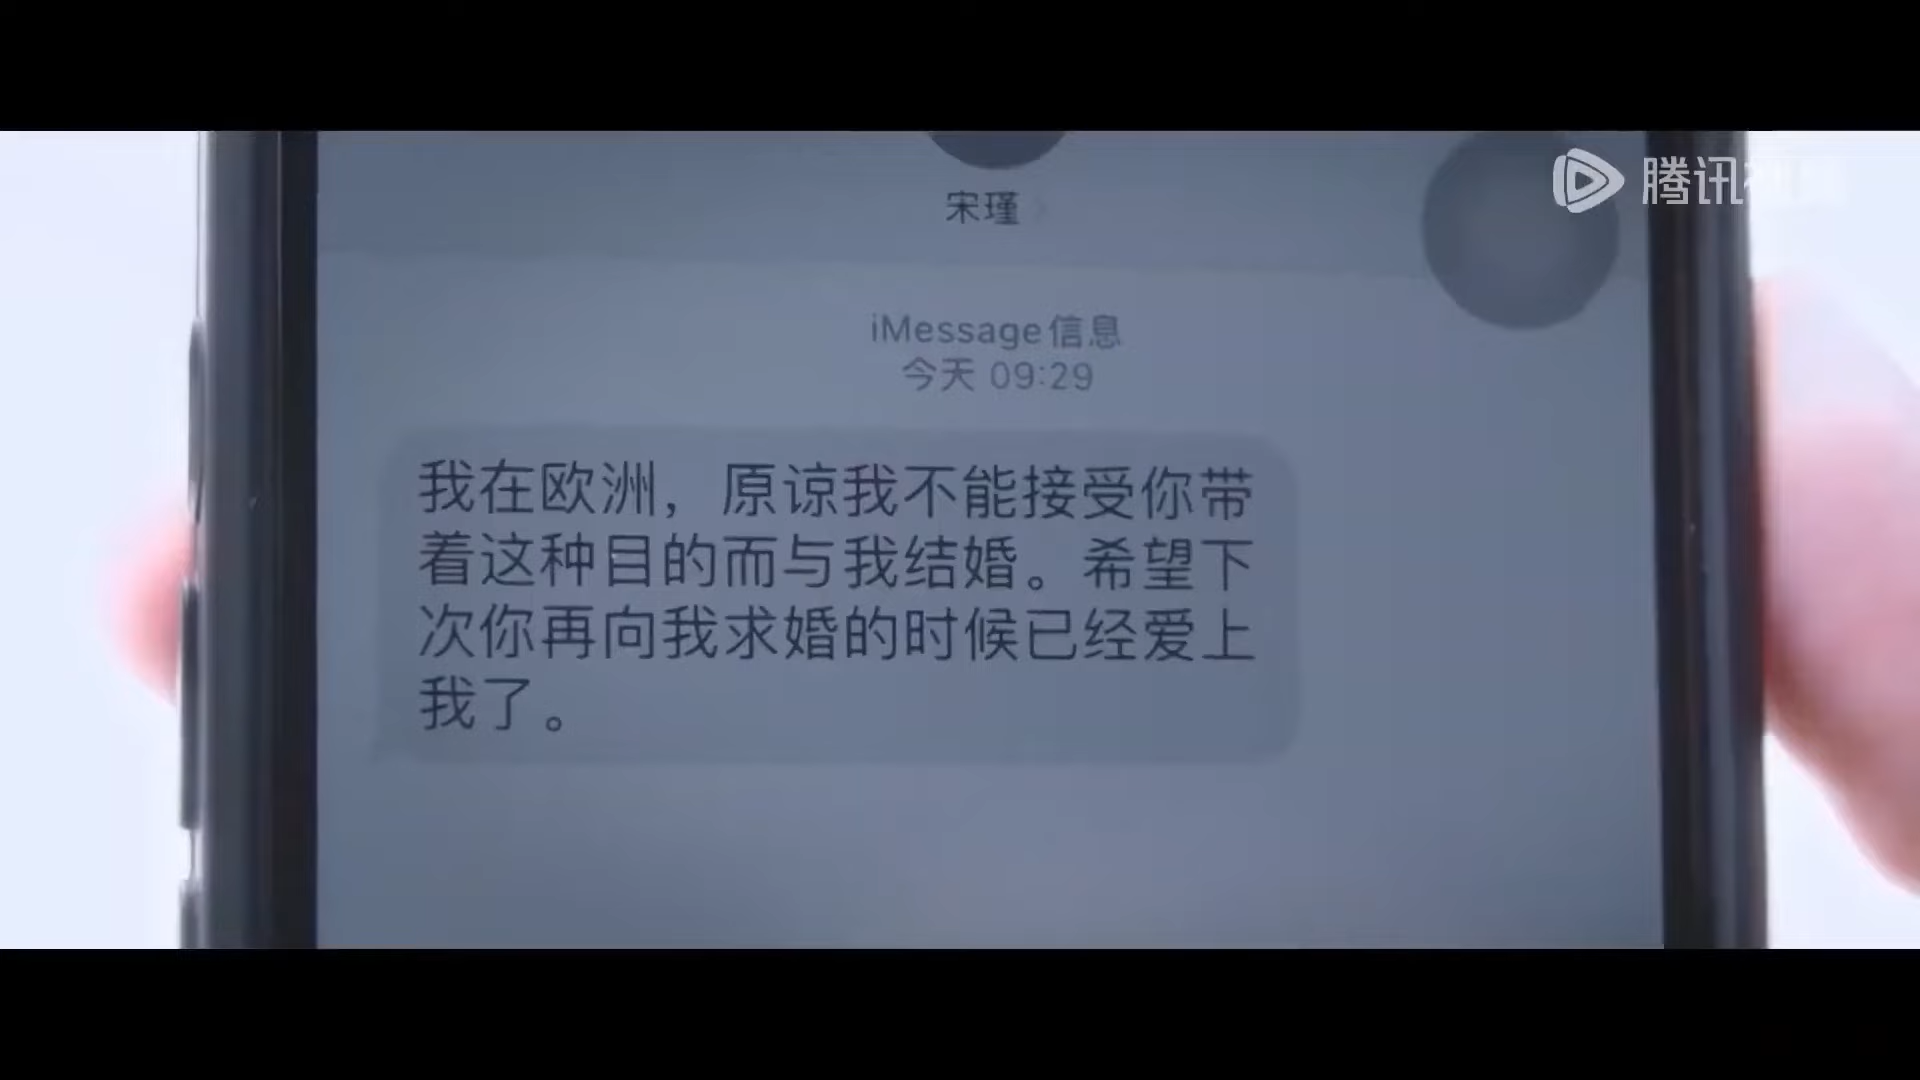 腾讯
宋瑾
iMessage信息
今天 09:29
我在欧洲，原谅我不能接受你带
着这种目的而与我结婚。希望下
次你再向我求婚的时候已经爱上
我了。